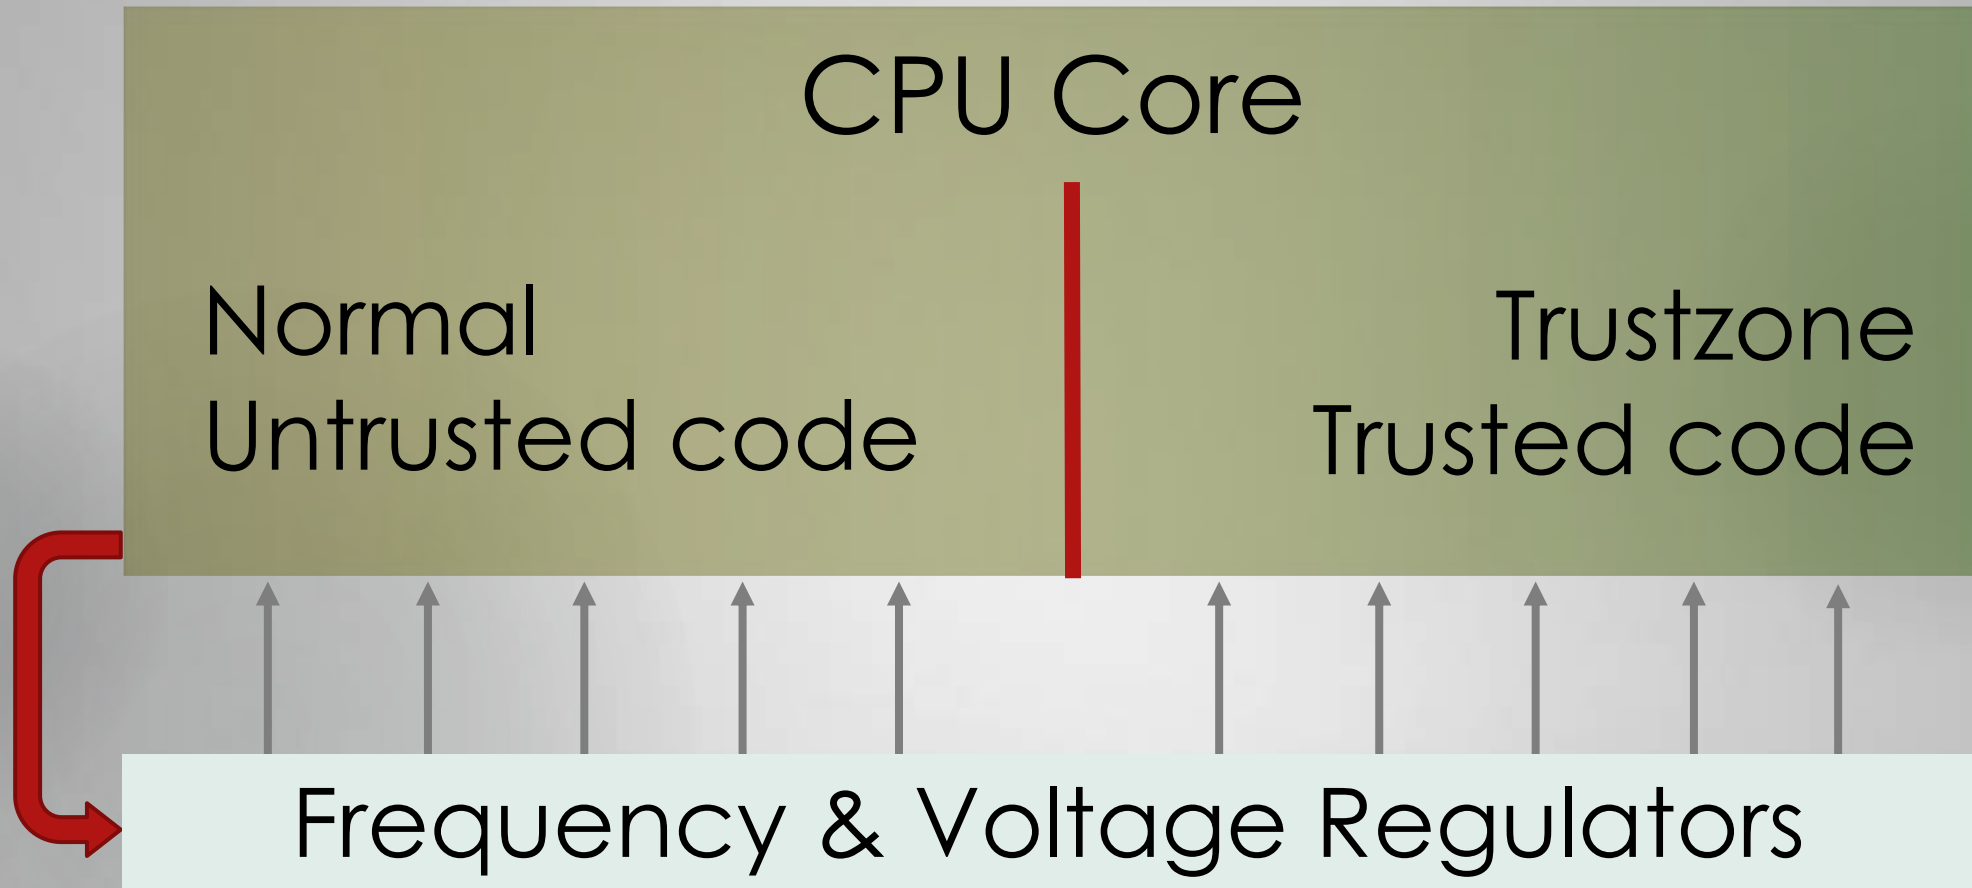 CPU Core
Normal
Untrusted code
Trustzone
Trusted code
Frequency & Voltage Regulators